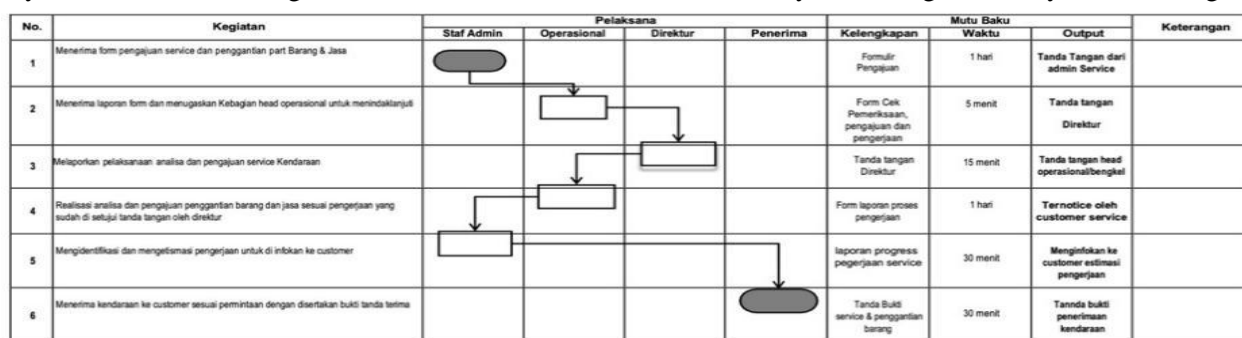 No. Kegiatan Pelaksana Mutu Baku Keterangan
Staf Admin Operasional Direktur Penerima Kelengkapan Waktu Output
1 Menerima form pengajuan service dan penggantian part Barang & Jasa Formulir Pengajuan 1 hari Tanda Tangan dari admin Service
2 Menerima laporan form dan menugaskan Kebagian head operasional untuk menindaklanjuti Form Cek Pemeriksaan, pengajuan dan pengerjaan 5 menit Tanda tangan Direktur
3 Melaporkan pelaksanaan analisa dan pengajuan service Kendaraan Tanda tangan Direktur 15 menit Tanda tangan head operasional/bengkel
4 Realisasi analisa dan pengajuan penggantian barang dan jasa sesuai pengerjaan yang sudah di setujui tanda tangan oleh direktur Form laporan proses pengerjaan 1 hari Ternotice oleh customer service
5 Mengidentifikasi dan mengetismasi pengerjaan untuk di infokan ke customer laporan progress pegerjaan service 30 menit Menginfokan ke customer estimasi pengerjaan
6 Menerima kendaraan ke customer sesuai permintaan dengan disertakan bukti tanda terima Tanda Bukti service & penggantian barang 30 menit Tannda bukti penerimaan kendaraan